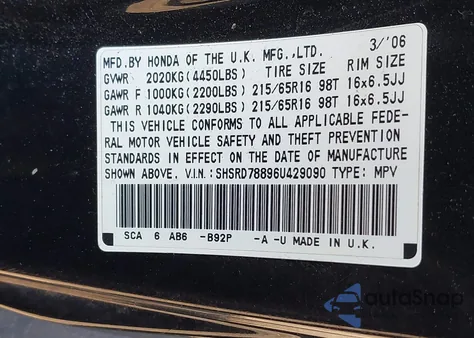 MFD.BY HONDA OF THE U.K. MFG.,LTD. 3/'06
GVWR 2020KG(4450LBS) TIRE SIZE RIM SIZE
GAWR F 1000KG(2200LBS) 215/65R16 98T 16x6.5JJ
GAWR R 1040KG(2290LBS) 215/65R16 98T 16x6.5JJ
THIS VEHICLE CONFORMS TO ALL APPLICABLE FEDE-
RAL MOTOR VEHICLE SAFETY AND THEFT PREVENTION
STANDARDS IN EFFECT ON THE DATE OF MANUFACTURE
SHOWN ABOVE. V.I.N.:SHSRD78896U429090 TYPE: MPV
SCA 6 AB6 -B92P -A -U MADE IN U.K.
autoSnap